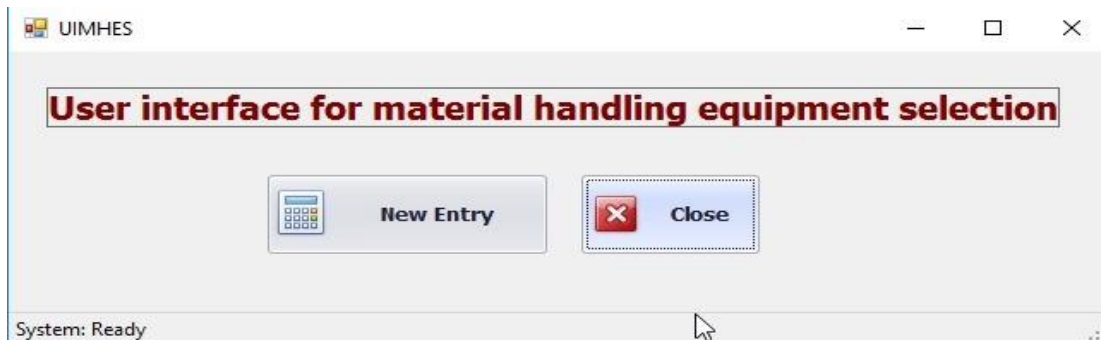 UIMHES
User interface for material handling equipment selection
New Entry
Close
System: Ready